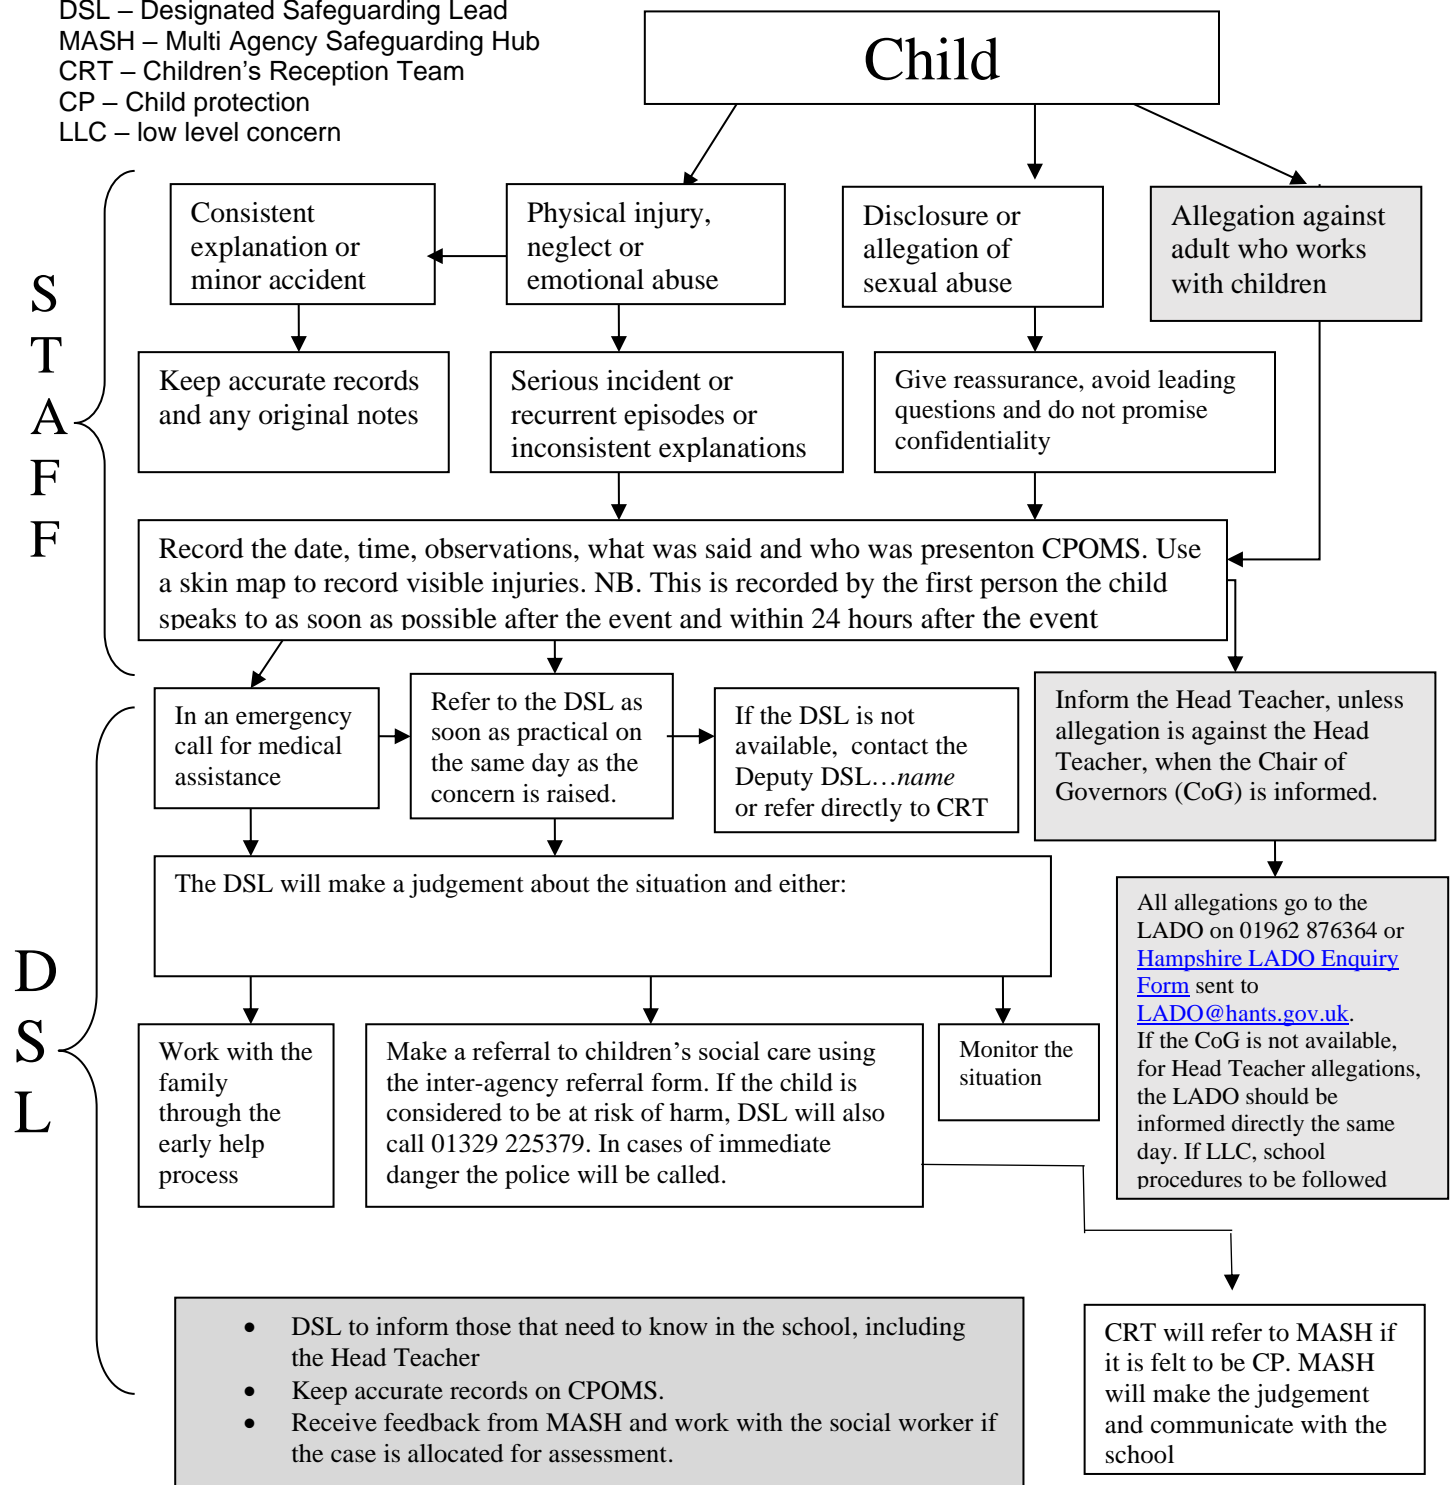 DSL – Designated Safeguarding Lead
MASH – Multi Agency Safeguarding Hub
CRT – Children's Reception Team
CP – Child protection
LLC – low level concern
Child
STAFF
Consistent
explanation or
minor accident
Physical injury,
neglect or
emotional abuse
Disclosure or
allegation of
sexual abuse
Allegation against
adult who works
with children
Keep accurate records
and any original notes
Serious incident or
recurrent episodes or
inconsistent explanations
Give reassurance, avoid leading
questions and do not promise
confidentiality
Record the date, time, observations, what was said and who was presenton CPOMS. Use
a skin map to record visible injuries. NB. This is recorded by the first person the child
speaks to as soon as possible after the event and within 24 hours after the event
DSL
In an emergency
call for medical
assistance
Refer to the DSL as
soon as practical on
the same day as the
concern is raised.
If the DSL is not
available,  contact the
Deputy DSL…name
or refer directly to CRT
Inform the Head Teacher, unless
allegation is against the Head
Teacher, when the Chair of
Governors (CoG) is informed.
The DSL will make a judgement about the situation and either:
All allegations go to the
LADO on 01962 876364 or
Hampshire LADO Enquiry
Form sent to
LADO@hants.gov.uk.
If the CoG is not available,
for Head Teacher allegations,
the LADO should be
informed directly the same
day. If LLC, school
procedures to be followed
Work with the
family
through the
early help
process
Make a referral to children's social care using
the inter-agency referral form. If the child is
considered to be at risk of harm, DSL will also
call 01329 225379. In cases of immediate
danger the police will be called.
Monitor the
situation
• DSL to inform those that need to know in the school, including
the Head Teacher
• Keep accurate records on CPOMS.
• Receive feedback from MASH and work with the social worker if
the case is allocated for assessment.
CRT will refer to MASH if
it is felt to be CP. MASH
will make the judgement
and communicate with the
school